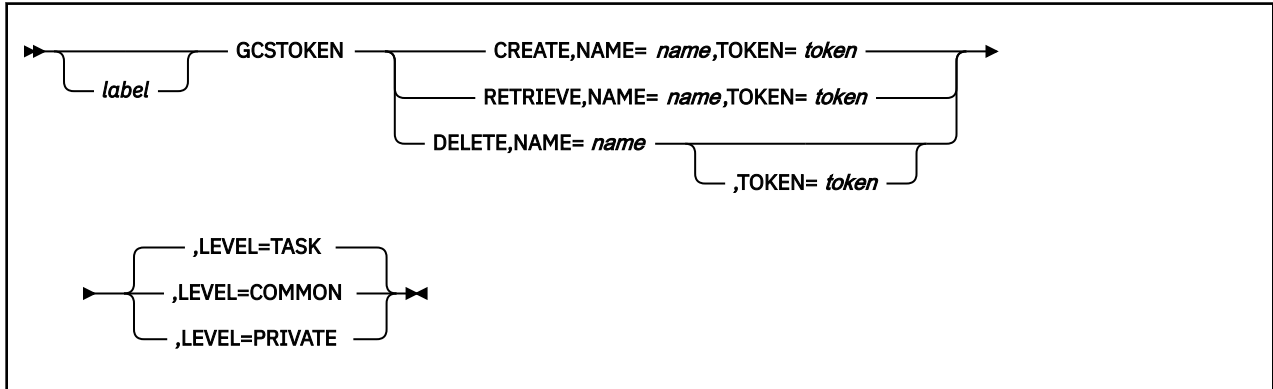 GCSTOKEN CREATE,NAME= name,TOKEN= token
label
RETRIEVE,NAME= name,TOKEN= token
DELETE,NAME= name
,TOKEN= token
,LEVEL=TASK
,LEVEL=COMMON
,LEVEL=PRIVATE